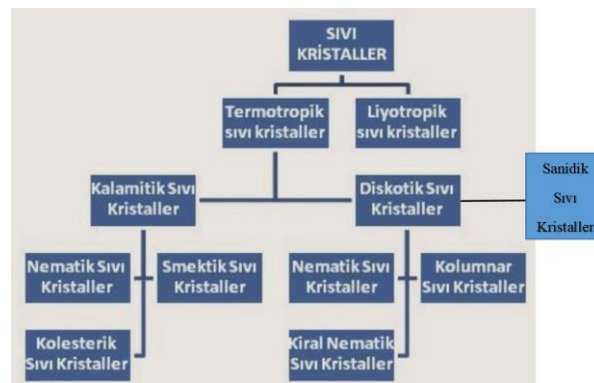 SIVI
KRİSTALLER
Termotropik
sıvı kristaller
Liyotropik
sıvı kristaller
Kalamitik Sıvı
Kristaller
Diskotik Sıvı
Kristaller
Sanidik
Sıvı
Kristaller
Nematik Sıvı
Kristaller
Smektik Sıvı
Kristaller
Nematik Sıvı
Kristaller
Kolumnar
Sıvı Kristaller
Kolesterik
Sıvı Kristaller
Kiral Nematik
Sıvı Kristaller